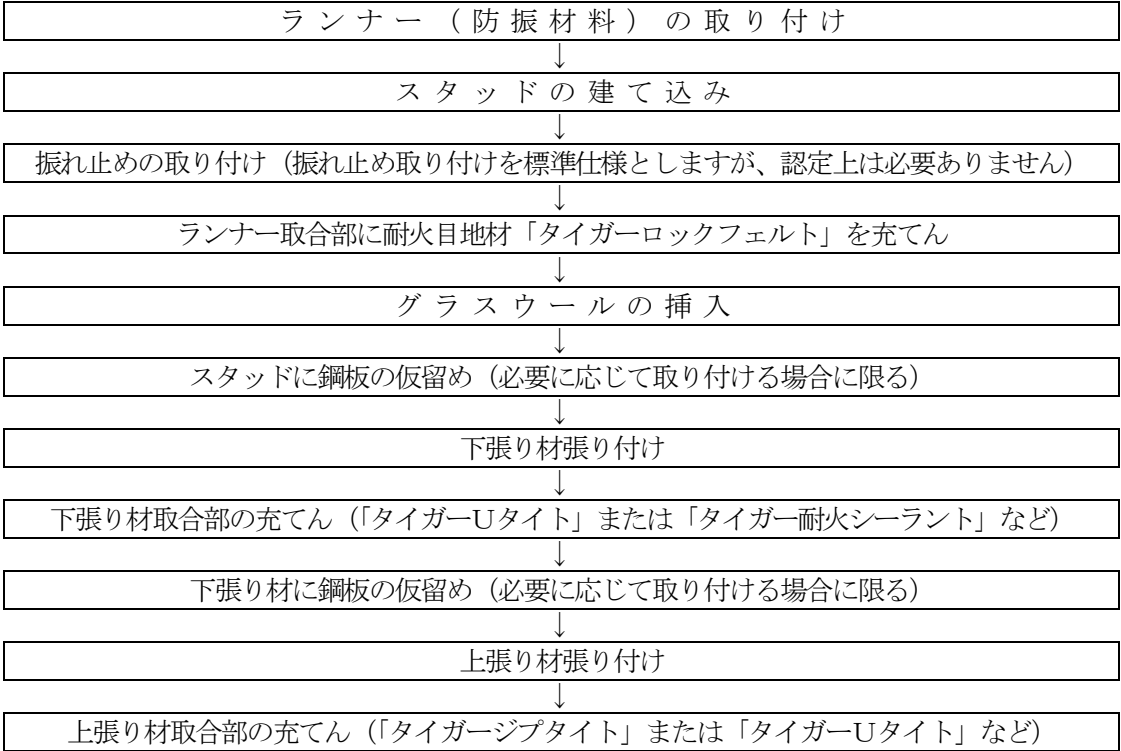 ランナー（防振材料）の取り付け
↓
スタッドの建て込み
↓
振れ止めの取り付け（振れ止め取り付けを標準仕様としますが、認定上は必要ありません）
↓
ランナー取合部に耐火目地材「タイガーロックフェルト」を充てん
↓
グラスウールの挿入
↓
スタッドに鋼板の仮留め（必要に応じて取り付ける場合に限る）
↓
下張り材張り付け
↓
下張り材取合部の充てん（「タイガーＵタイト」または「タイガー耐火シーラント」など）
↓
下張り材に鋼板の仮留め（必要に応じて取り付ける場合に限る）
↓
上張り材張り付け
↓
上張り材取合部の充てん（「タイガージプタイト」または「タイガーＵタイト」など）